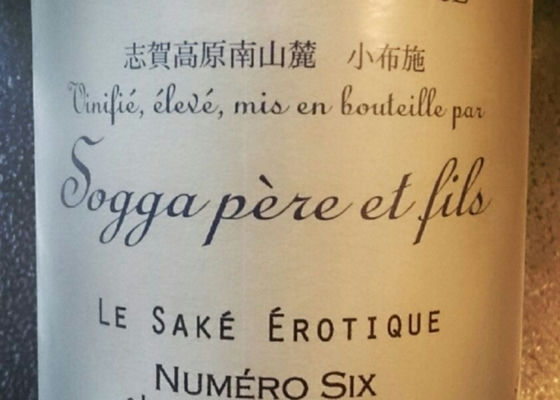 志賀高原南山麓 小布施
Vinifié, élevé, mis en bouteille par
Sogga père et fils
LE SAKÉ ÉROTIQUE
NUMÉRO SIX